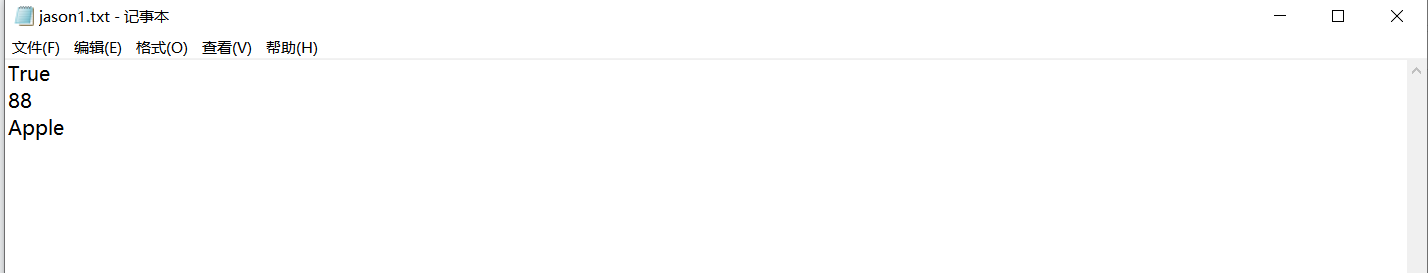 jason1.txt - 记事本
文件(F) 编辑(E) 格式(O) 查看(V) 帮助(H)
True
88
Apple